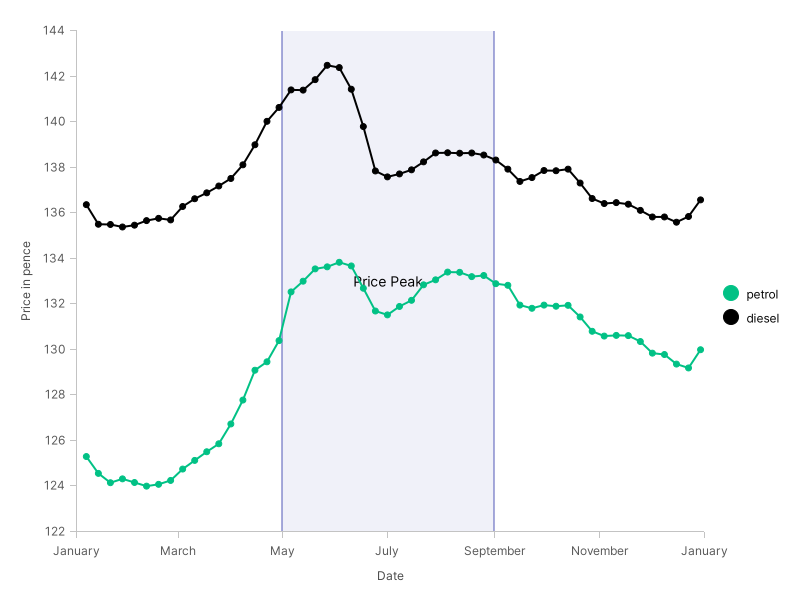 144
142
140
138
136
134
132
130
128
126
124
122
Price in pence
Price Peak
January
March
May
July
September
November
January
Date
petrol
diesel